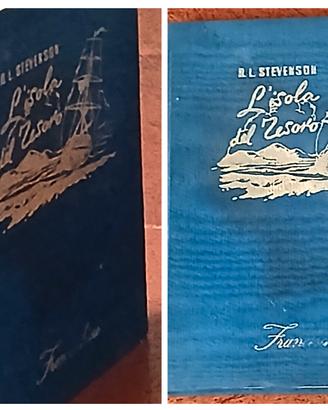 R. L. STEVENSON
L'isola
del Tesoro
R. L. STEVENSON
L'isola
del Tesoro